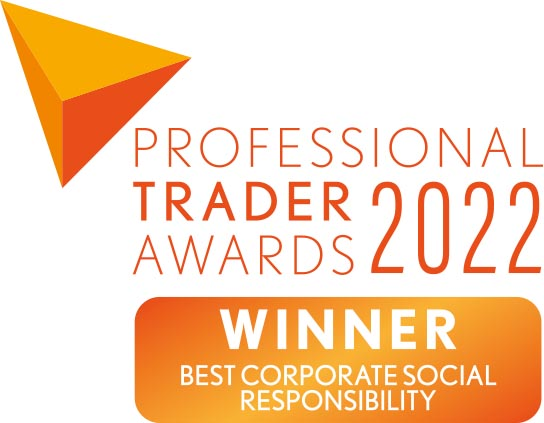 PROFESSIONAL
TRADER 2022
AWARDS
WINNER
BEST CORPORATE SOCIAL
RESPONSIBILITY